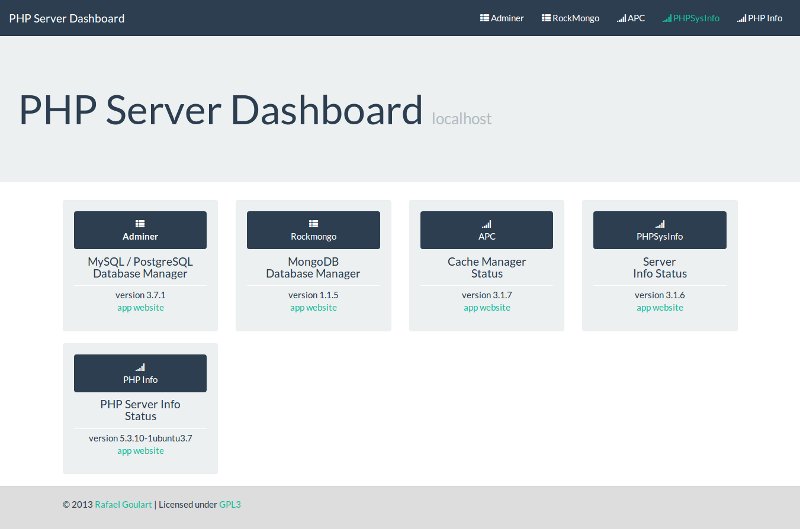 PHP Server Dashboard
Adminer
RockMongo
APC
PHPSysInfo
PHP Info
PHP Server Dashboard localhost
Adminer
MySQL / PostgreSQL
Database Manager
version 3.7.1
app website
Rockmongo
MongoDB
Database Manager
version 1.1.5
app website
APC
Cache Manager
Status
version 3.1.7
app website
PHPSysInfo
Server
Info Status
version 3.1.6
app website
PHP Info
PHP Server Info
Status
version 5.3.10-1ubuntu3.7
app website
© 2013 Rafael Goulart | Licensed under GPL3